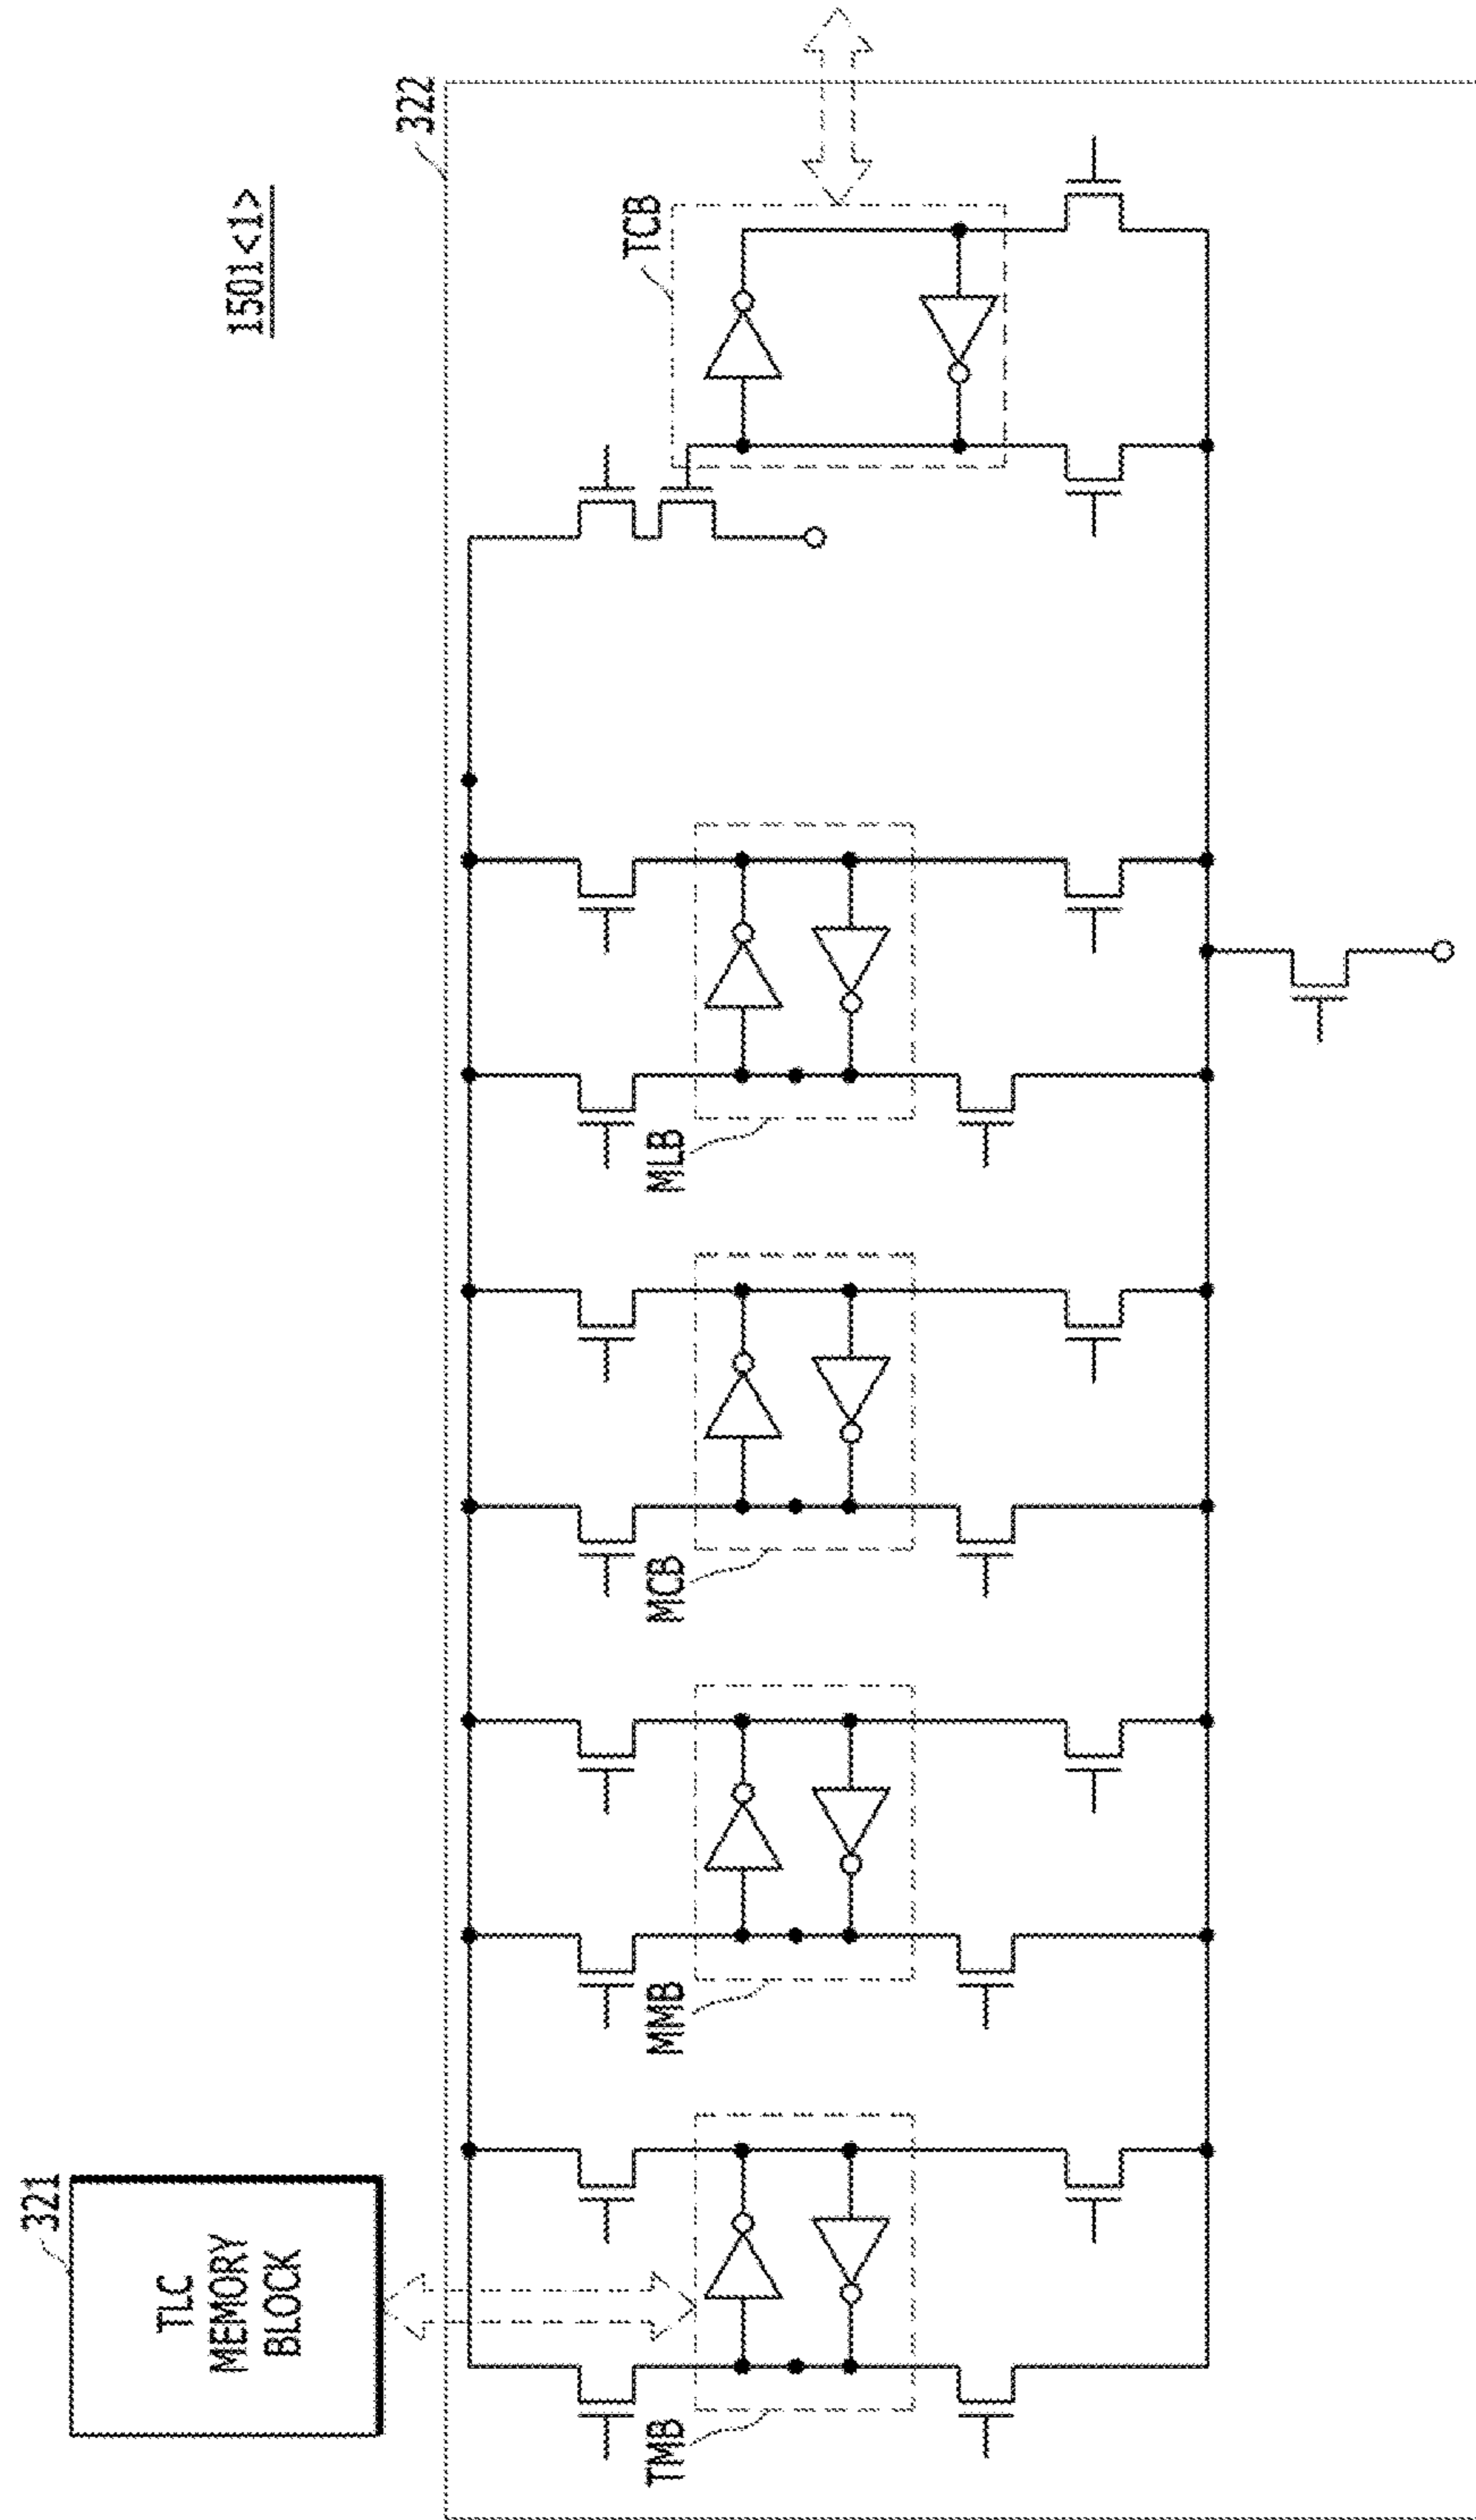 1501<1>
321
TLC
MEMORY
BLOCK
322
TMB
MMB
MCB
MLB
TCB